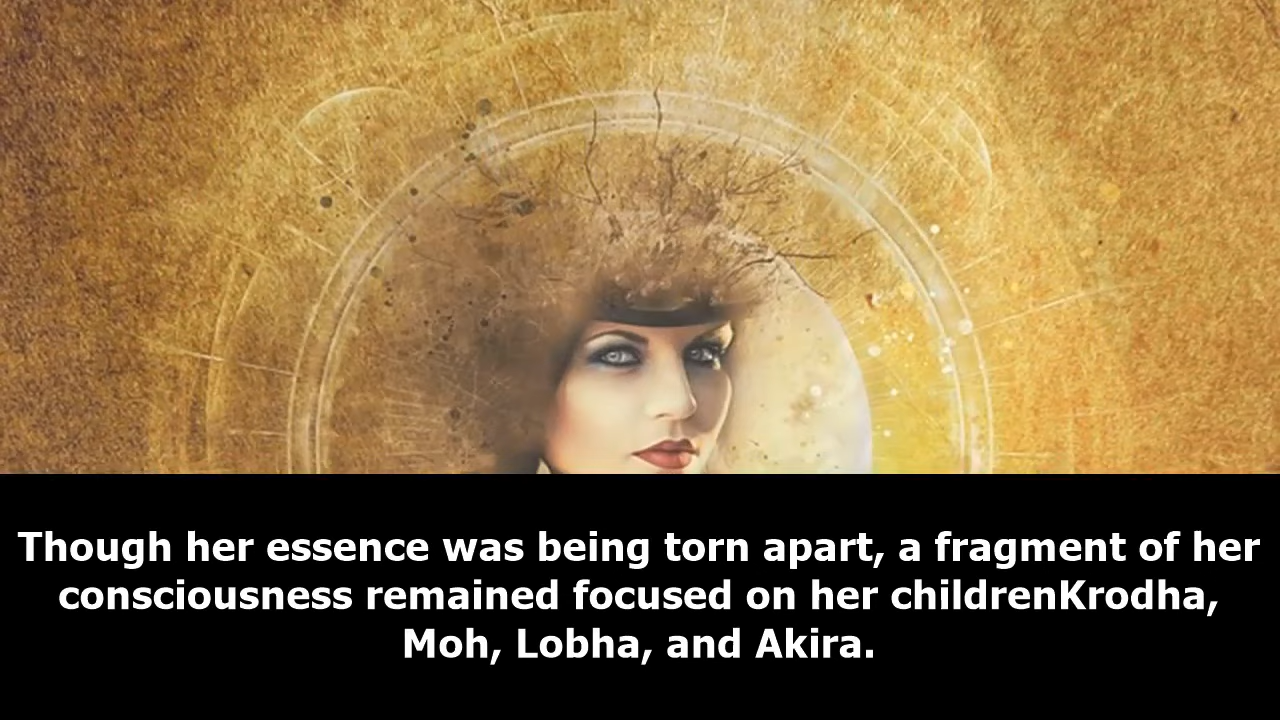 Though her essence was being torn apart, a fragment of her
consciousness remained focused on her childrenKrodha,
Moh, Lobha, and Akira.